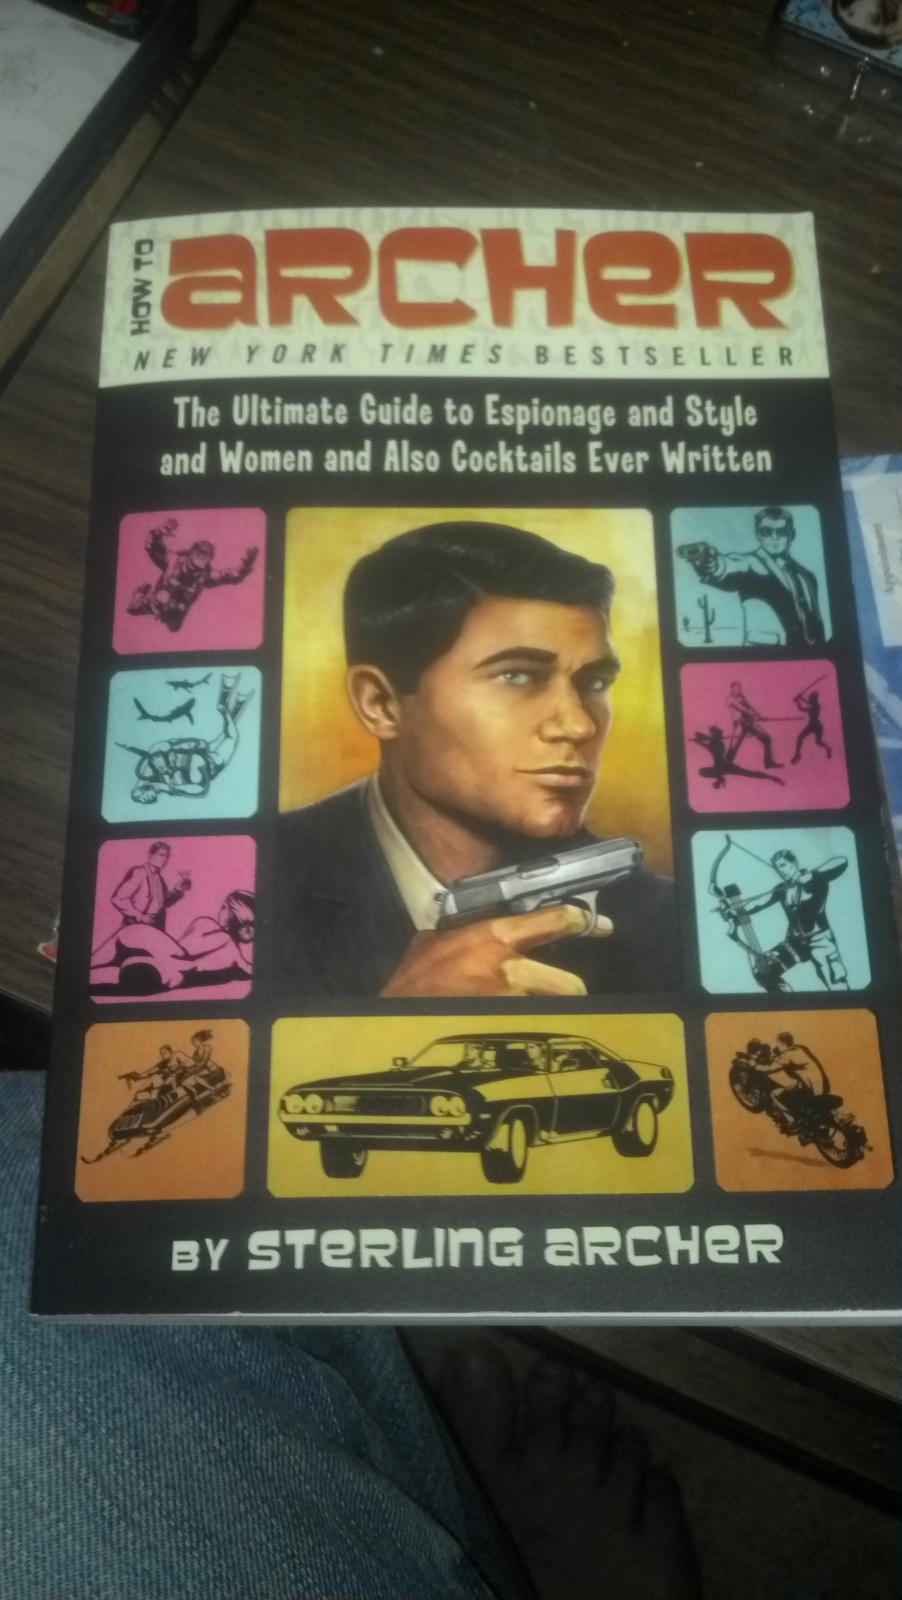 HOW TO
aRCHeR
NEW YORK TIMES BESTSELLER
The Ultimate Guide to Espionage and Style
and Women and Also Cocktails Ever Written
BY STeRLING aRCHeR
Appointment